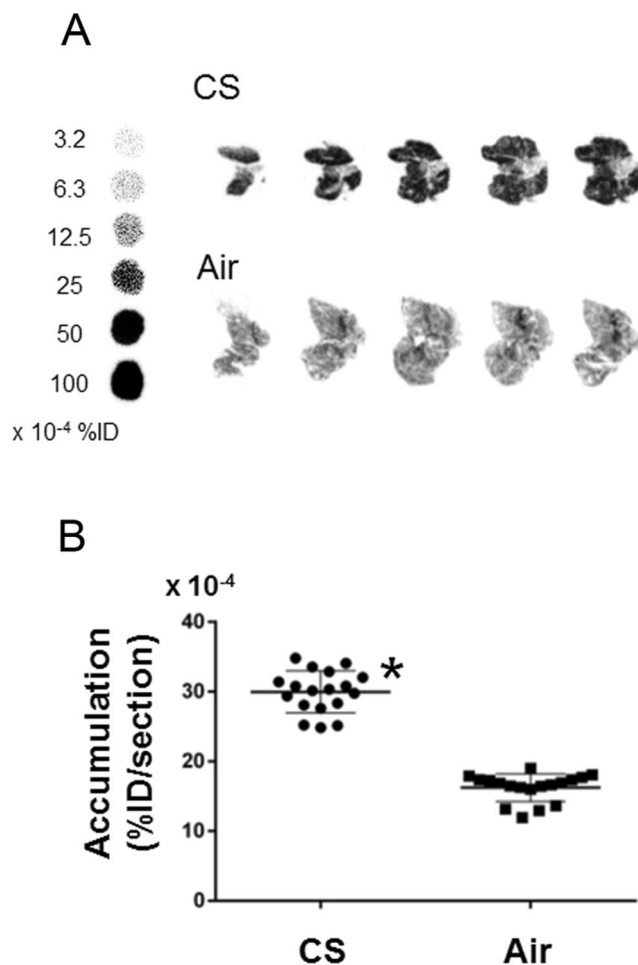 A
CS
3.2
6.3
12.5
25
50
100
x 10⁻⁴ %ID
Air
B
x 10⁻⁴
Accumulation
(%ID/section)
40
30
20
10
0
*
CS Air